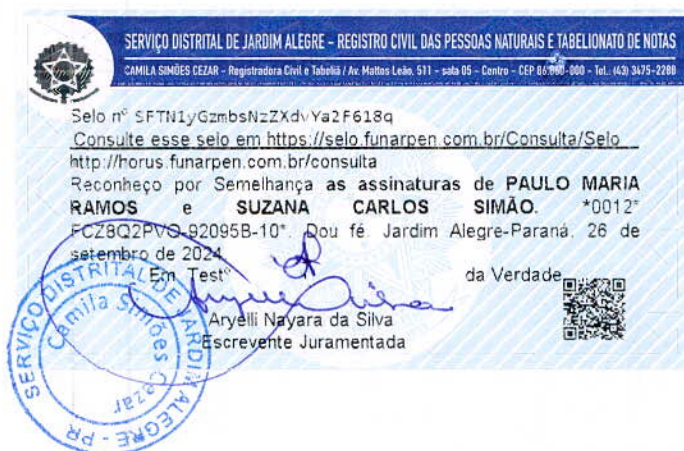 SERVIÇO DISTRITAL DE JARDIM ALEGRE – REGISTRO CIVIL DAS PESSOAS NATURAIS E TABELIONATO DE NOTAS
CAMILA SIMÕES CEZAR - Registradora Civil e Tabeliã / Av. Mattos Leão, 511 - sala 05 - Centro - CEP 86.860-000 - Tel.. (43) 3475-2280
Selo nº SFTN1yGzmbsNzZXdvYa2F618q
Consulte esse selo em https://selo.funarpen.com.br/Consulta/Selo
http://horus.funarpen.com.br/consulta
Reconheço por Semelhança as assinaturas de PAULO MARIA
RAMOS e SUZANA CARLOS SIMÃO. *0012*
FCZ8Q2PVO-92095B-10*. Dou fé. Jardim Alegre-Paraná, 26 de
setembro de 2024
Em Testº da Verdade
Aryelli Nayara da Silva
Escrevente Juramentada
SERVIÇO DISTRITAL DE JARDIM ALEGRE - PR
Camila Simões Cezar